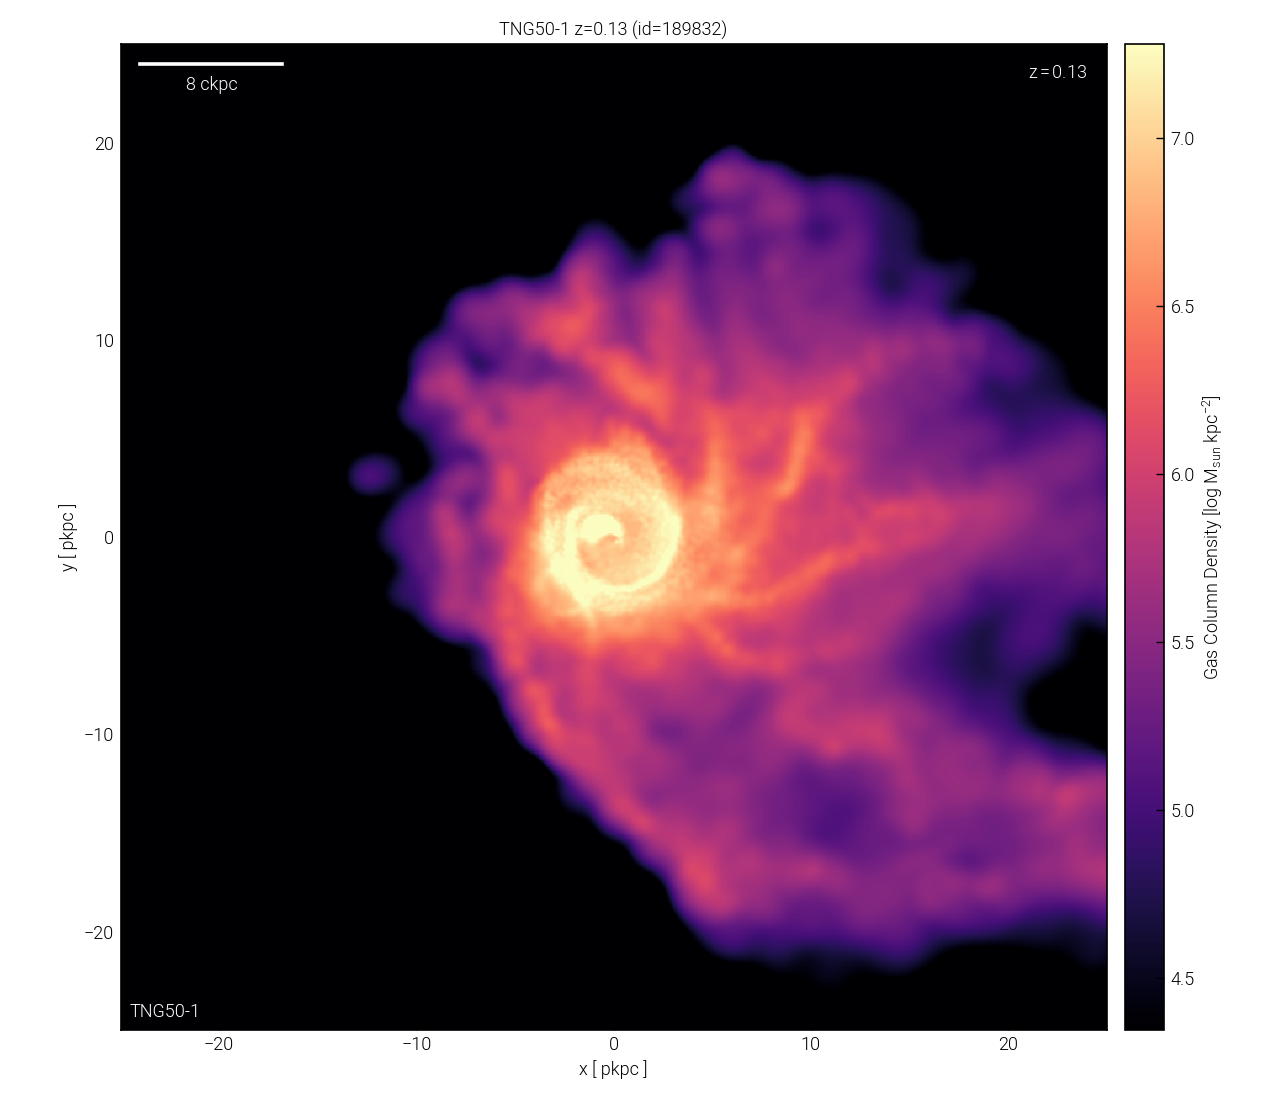 TNG50-1 z=0.13 (id=189832)
8 ckpc
z=0.13
20
10
0
−10
−20
y [ pkpc ]
TNG50-1
−20
−10
0
10
20
x [ pkpc ]
7.0
6.5
6.0
5.5
5.0
4.5
Gas Column Density [log M_sun kpc^−2]